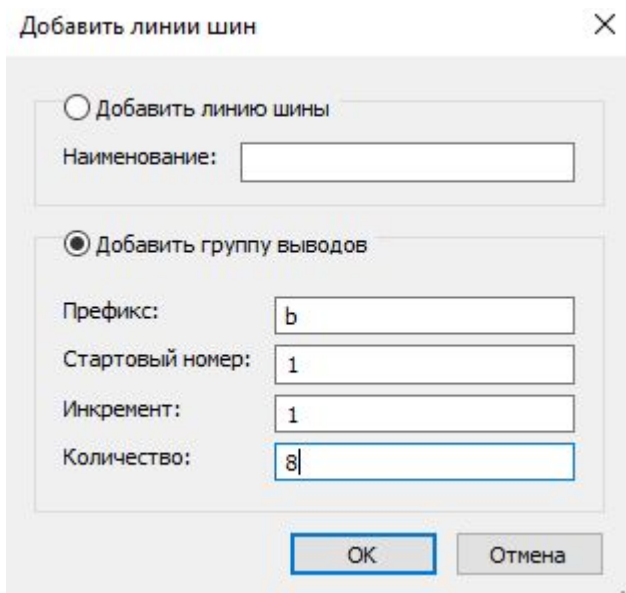 Добавить линии шин
Добавить линию шины
Наименование:
Добавить группу выводов
Префикс: b
Стартовый номер: 1
Инкремент: 1
Количество: 8
OK Отмена